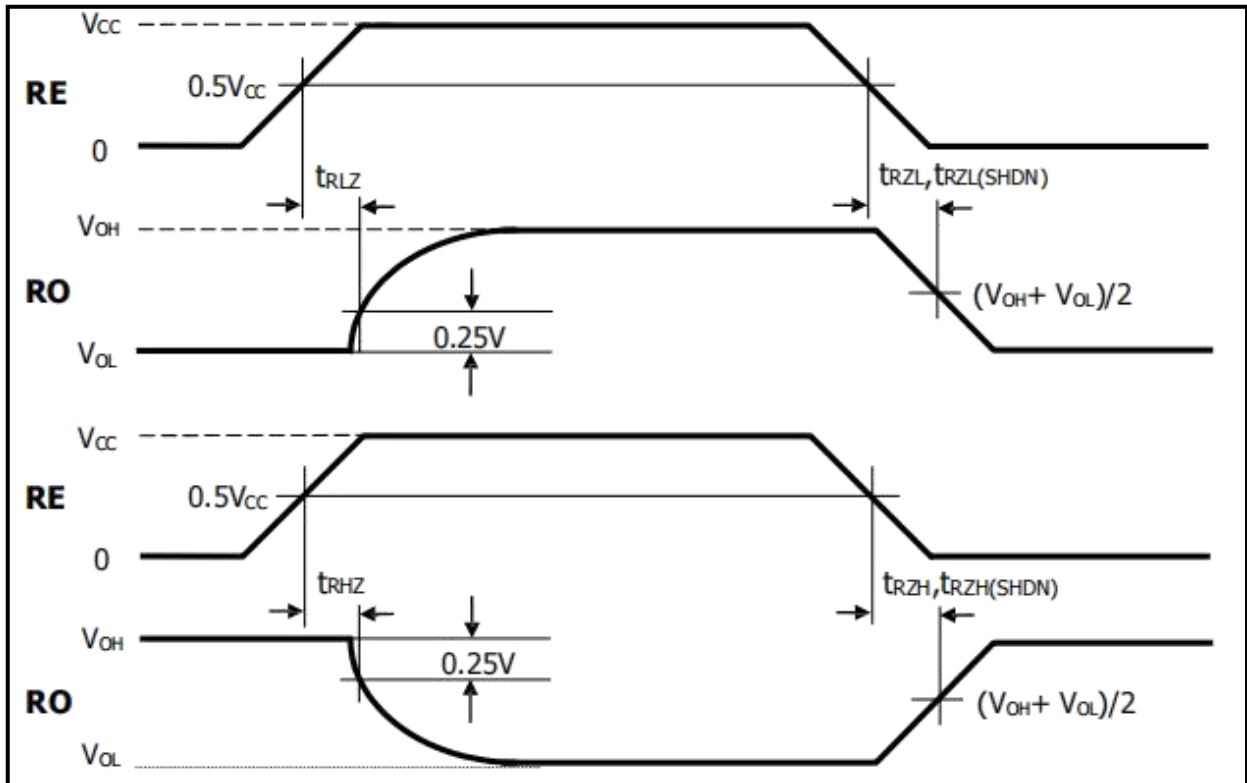 VCC
0.5VCC
RE
0
tRLZ
tRZL,tRZL(SHDN)
VOH
RO
(VOH+ VOL)/2
0.25V
VOL
VCC
RE
0.5VCC
0
tRHZ
tRZH,tRZH(SHDN)
VOH
0.25V
RO
(VOH+ VOL)/2
VOL